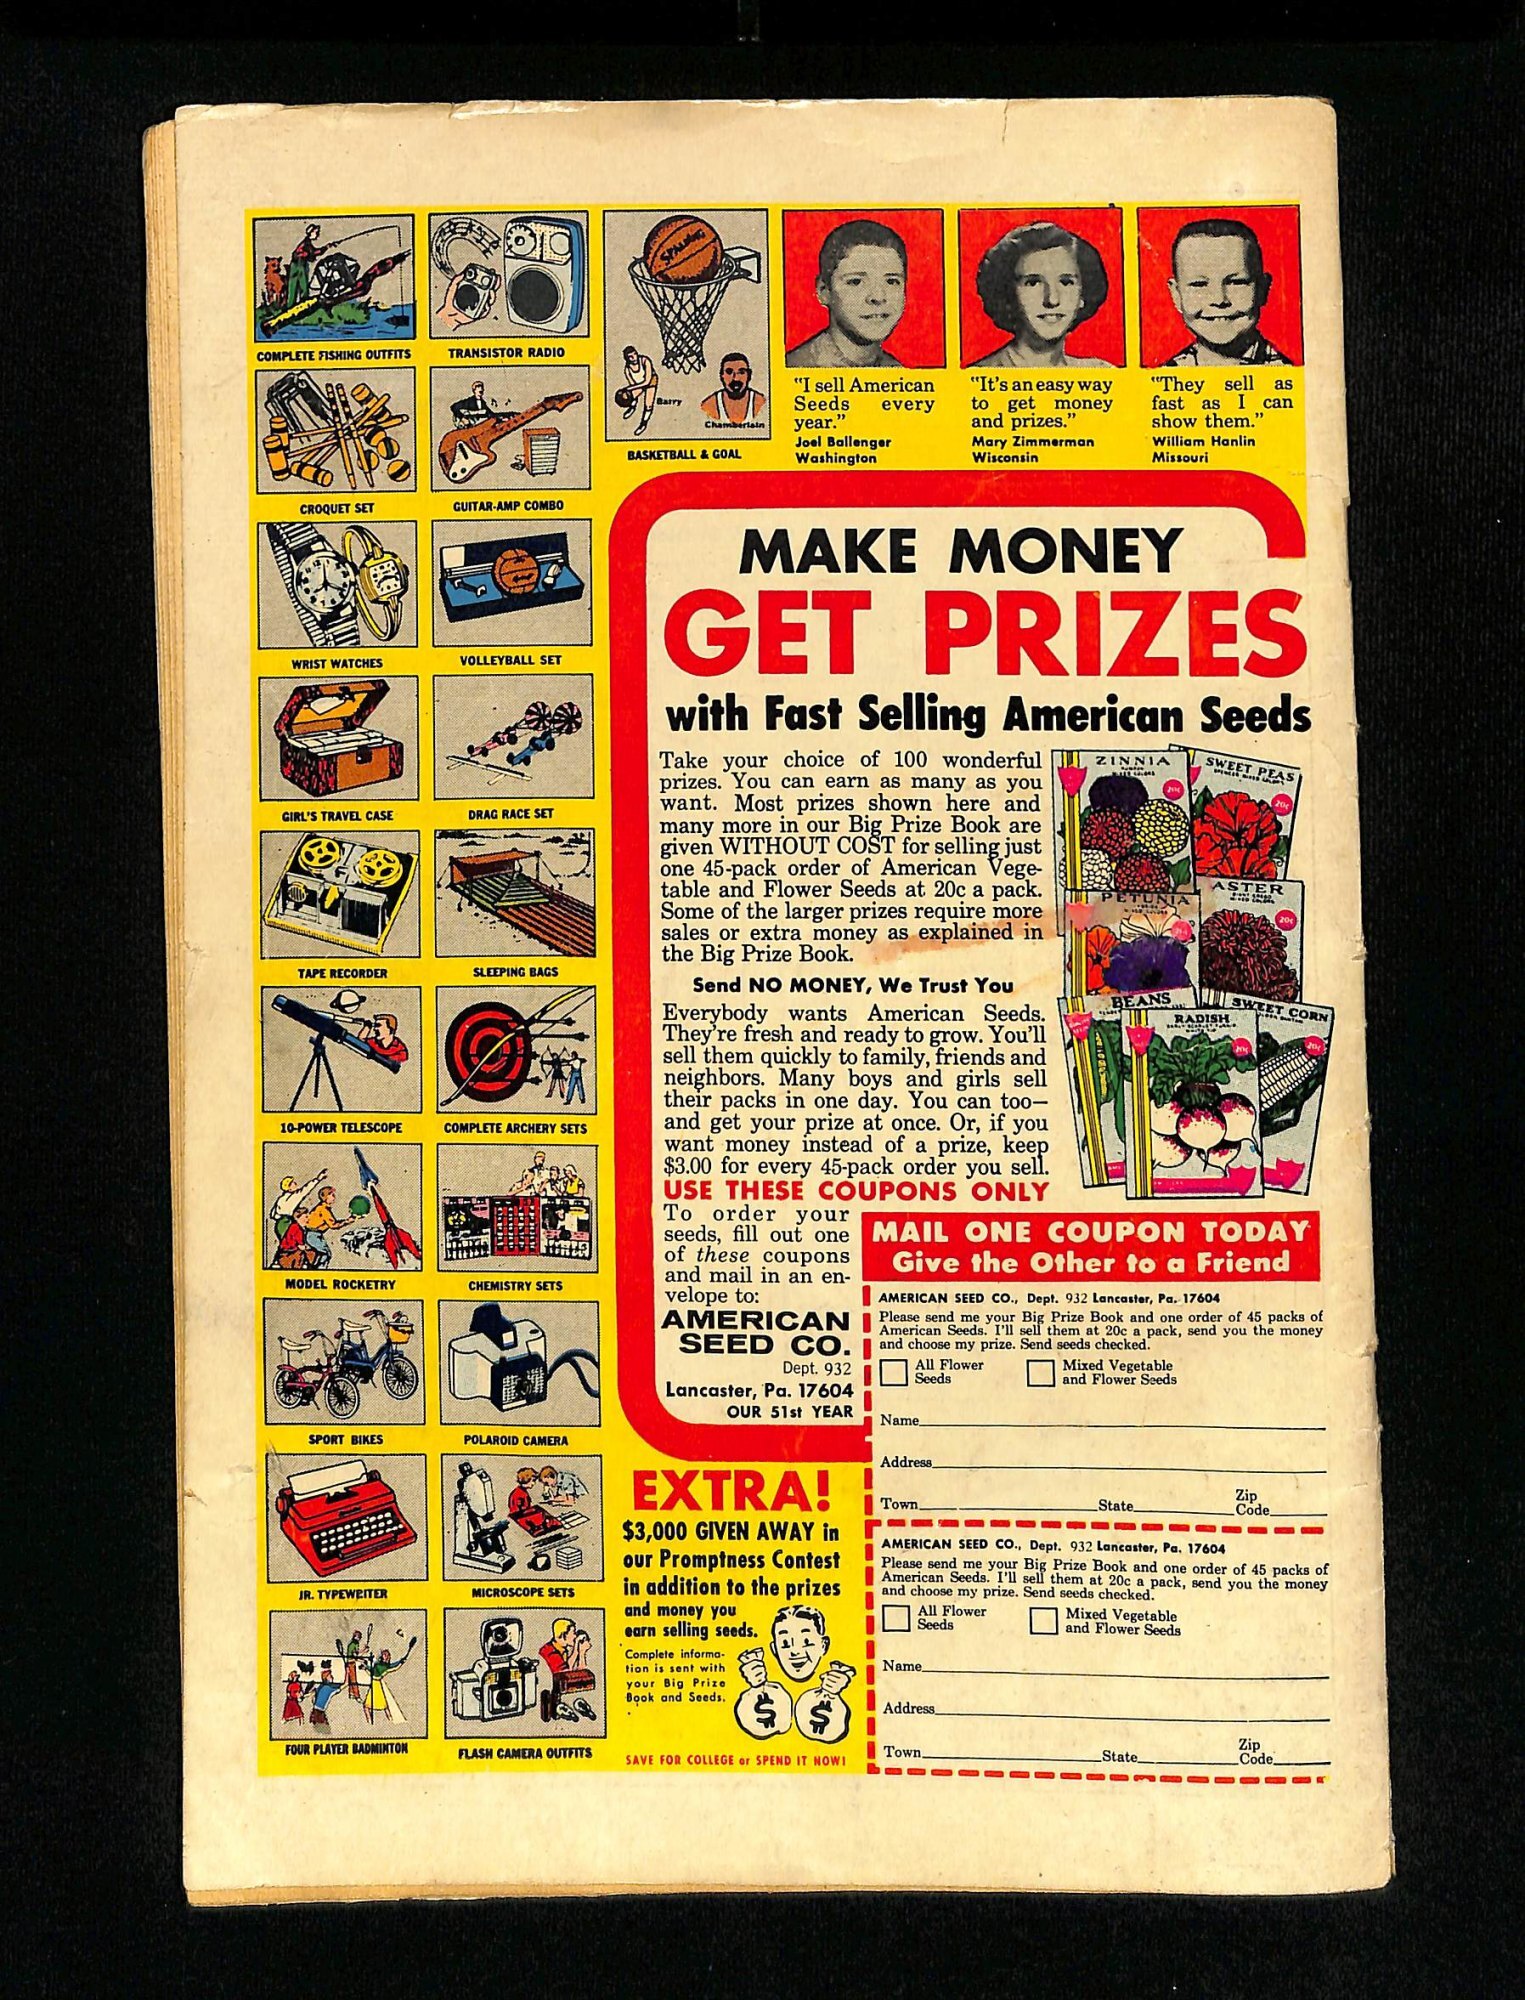 COMPLETE FISHING OUTFITS
TRANSISTOR RADIO
SPALDING
Barry
Chamberlain
BASKETBALL & GOAL
CROQUET SET
GUITAR-AMP COMBO
WRIST WATCHES
VOLLEYBALL SET
GIRL'S TRAVEL CASE
DRAG RACE SET
TAPE RECORDER
SLEEPING BAGS
10-POWER TELESCOPE
COMPLETE ARCHERY SETS
MODEL ROCKETRY
CHEMISTRY SETS
SPORT BIKES
POLAROID CAMERA
JR. TYPEWRITER
MICROSCOPE SETS
FOUR PLAYER BADMINTON
FLASH CAMERA OUTFITS
"I sell American
Seeds every
year."
Joel Ballenger
Washington
"It's an easy way
to get money
and prizes."
Mary Zimmerman
Wisconsin
"They sell as
fast as I can
show them."
William Hanlin
Missouri
MAKE MONEY
GET PRIZES
with Fast Selling American Seeds
Take your choice of 100 wonderful
prizes. You can earn as many as you
want. Most prizes shown here and
many more in our Big Prize Book are
given WITHOUT COST for selling just
one 45-pack order of American Vege-
table and Flower Seeds at 20c a pack.
Some of the larger prizes require more
sales or extra money as explained in
the Big Prize Book.
Send NO MONEY, We Trust You
Everybody wants American Seeds.
They're fresh and ready to grow. You'll
sell them quickly to family, friends and
neighbors. Many boys and girls sell
their packs in one day. You can too—
and get your prize at once. Or, if you
want money instead of a prize, keep
$3.00 for every 45-pack order you sell.
USE THESE COUPONS ONLY
To order your
seeds, fill out one
of these coupons
and mail in an en-
velope to:
AMERICAN
SEED CO.
Dept. 932
Lancaster, Pa. 17604
OUR 51st YEAR
ZINNIA
MIXED COLORS
20c
SWEET PEAS
20c
PETUNIA
ASTER
MIXED COLORS
20c
BEANS
RADISH
20c
SWEET CORN
20c
MAIL ONE COUPON TODAY
Give the Other to a Friend
AMERICAN SEED CO., Dept. 932 Lancaster, Pa. 17604
Please send me your Big Prize Book and one order of 45 packs of
American Seeds. I'll sell them at 20c a pack, send you the money
and choose my prize. Send seeds checked.
All Flower
Seeds
Mixed Vegetable
and Flower Seeds
Name
Address
Town State Zip
Code
AMERICAN SEED CO., Dept. 932 Lancaster, Pa. 17604
Please send me your Big Prize Book and one order of 45 packs of
American Seeds. I'll sell them at 20c a pack, send you the money
and choose my prize. Send seeds checked.
All Flower
Seeds
Mixed Vegetable
and Flower Seeds
Name
Address
Town State Zip
Code
EXTRA!
$3,000 GIVEN AWAY in
our Promptness Contest
in addition to the prizes
and money you
earn selling seeds.
Complete informa-
tion is sent with
your Big Prize
Book and Seeds.
$ $
SAVE FOR COLLEGE or SPEND IT NOW!